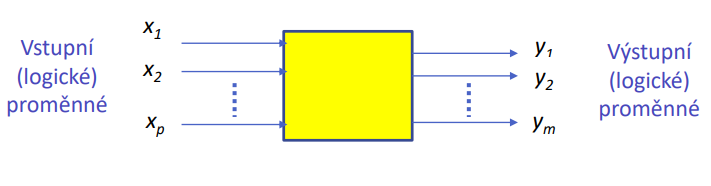 Vstupní
(logické)
proměnné
x1
x2
xp
y1
y2
ym
Výstupní
(logické)
proměnné